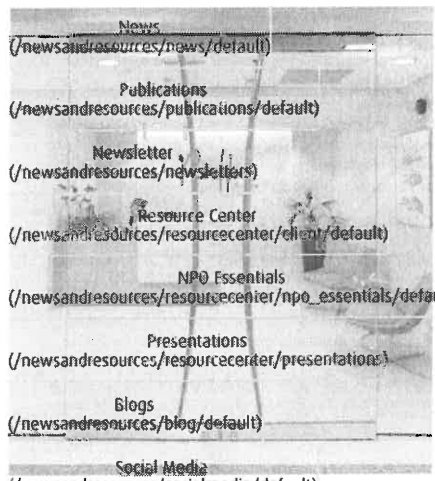 News
(/newsandresources/news/default)
Publications
(/newsandresources/publications/default)
Newsletter
(/newsandresources/newsletters)
Resource Center
(/newsandresources/resourcecenter/client/default)
NPO Essentials
(/newsandresources/resourcecenter/npo_essentials/defau
Presentations
(/newsandresources/resourcecenter/presentations)
Blogs
(/newsandresources/blog/default)
Social Media